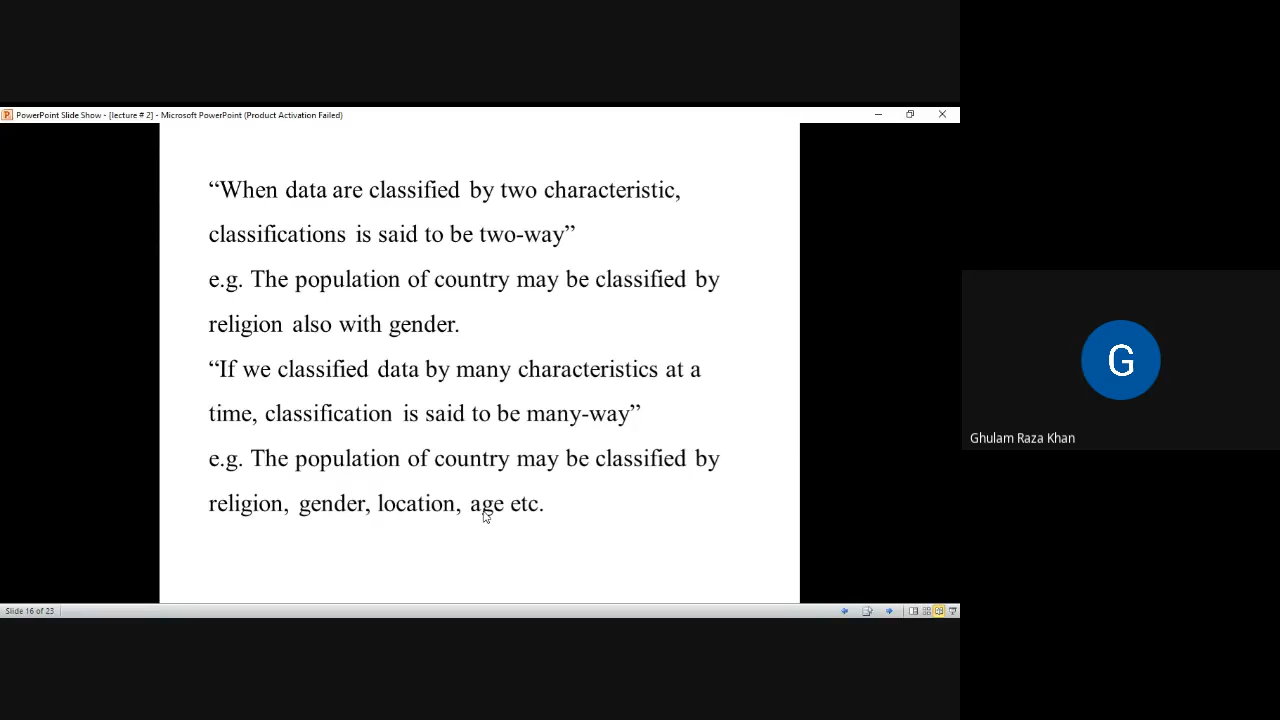 PowerPoint Slide Show - [lecture # 2] - Microsoft PowerPoint (Product Activation Failed)
“When data are classified by two characteristic,
classifications is said to be two-way”
e.g. The population of country may be classified by
religion also with gender.
“If we classified data by many characteristics at a
time, classification is said to be many-way”
e.g. The population of country may be classified by
religion, gender, location, age etc.
Slide 16 of 23
G
Ghulam Raza Khan